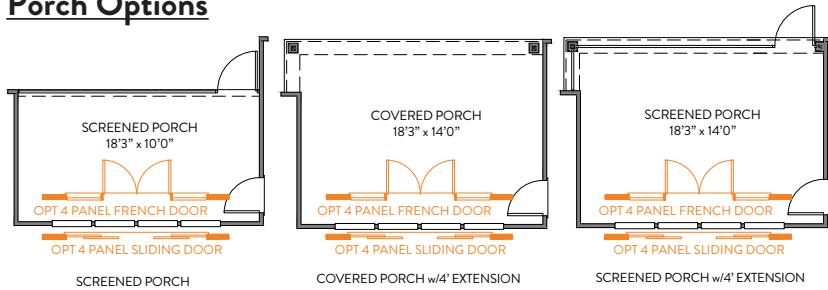 Porch Options
SCREENED PORCH
18'3" x 10'0"
OPT 4 PANEL FRENCH DOOR
OPT 4 PANEL SLIDING DOOR
SCREENED PORCH
COVERED PORCH
18'3" x 14'0"
OPT 4 PANEL FRENCH DOOR
OPT 4 PANEL SLIDING DOOR
COVERED PORCH w/4' EXTENSION
SCREENED PORCH
18'3" x 14'0"
OPT 4 PANEL FRENCH DOOR
OPT 4 PANEL SLIDING DOOR
SCREENED PORCH w/4' EXTENSION